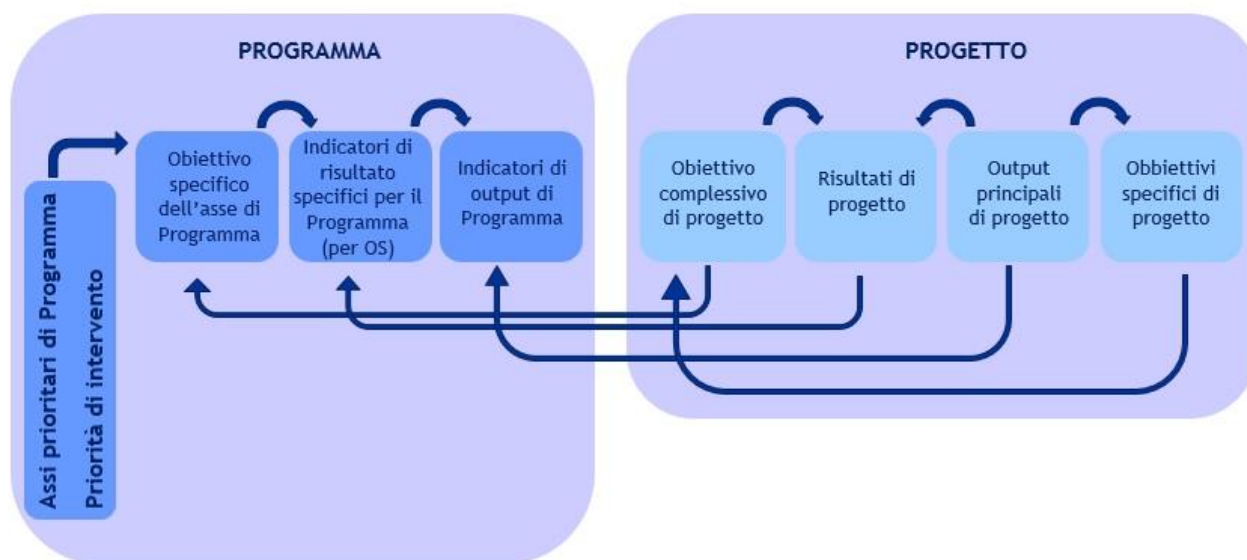 PROGRAMMA
Assi prioritari di Programma
Priorità di intervento
Obiettivo
specifico
dell'asse di
Programma
Indicatori di
risultato
specifici per il
Programma
(per OS)
Indicatori di
output di
Programma
PROGETTO
Obiettivo
complessivo
di progetto
Risultati di
progetto
Output
principali
di progetto
Obbiettivi
specifici di
progetto